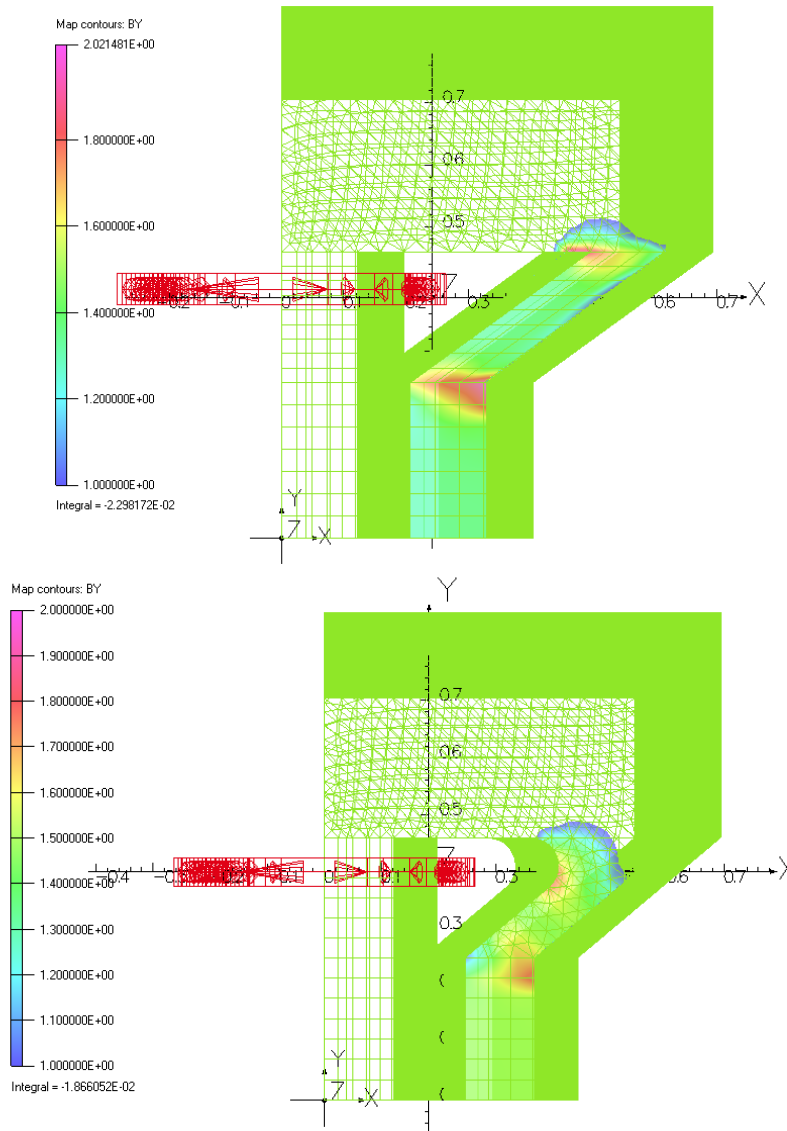 Map contours: BY
2.021481E+00
1.800000E+00
1.600000E+00
1.400000E+00
1.200000E+00
1.000000E+00
Integral = -2.298172E-02
0.7
0.6
0.5
0.3
0.7
X
Y
Z
X
Map contours: BY
2.000000E+00
1.900000E+00
1.800000E+00
1.700000E+00
1.600000E+00
1.500000E+00
1.400000E+00
1.300000E+00
1.200000E+00
1.100000E+00
1.000000E+00
Integral = -1.866052E-02
Y
0.7
0.6
0.5
-0.4
0.1
0.3
0.6
0.7
0.3
Y
Z
X